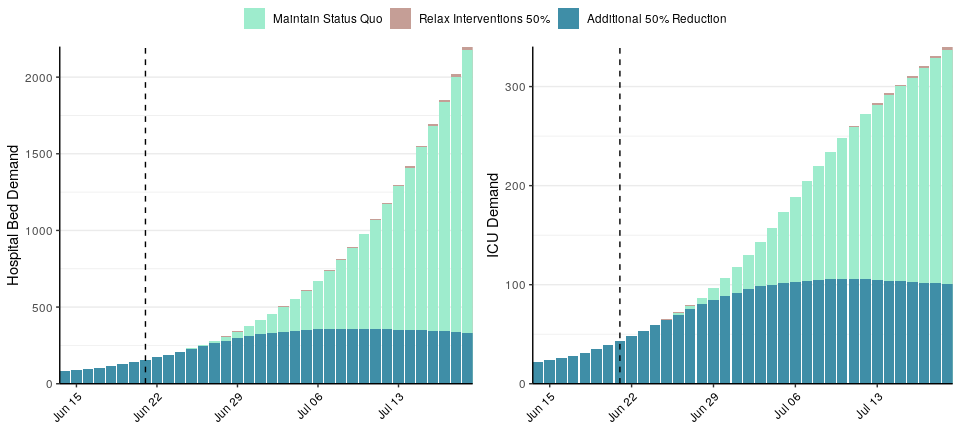 Maintain Status Quo Relax Interventions 50% Additional 50% Reduction
Hospital Bed Demand
2000
1500
1000
500
0
Jun 15 Jun 22 Jun 29 Jul 06 Jul 13
ICU Demand
300
200
100
0
Jun 15 Jun 22 Jun 29 Jul 06 Jul 13